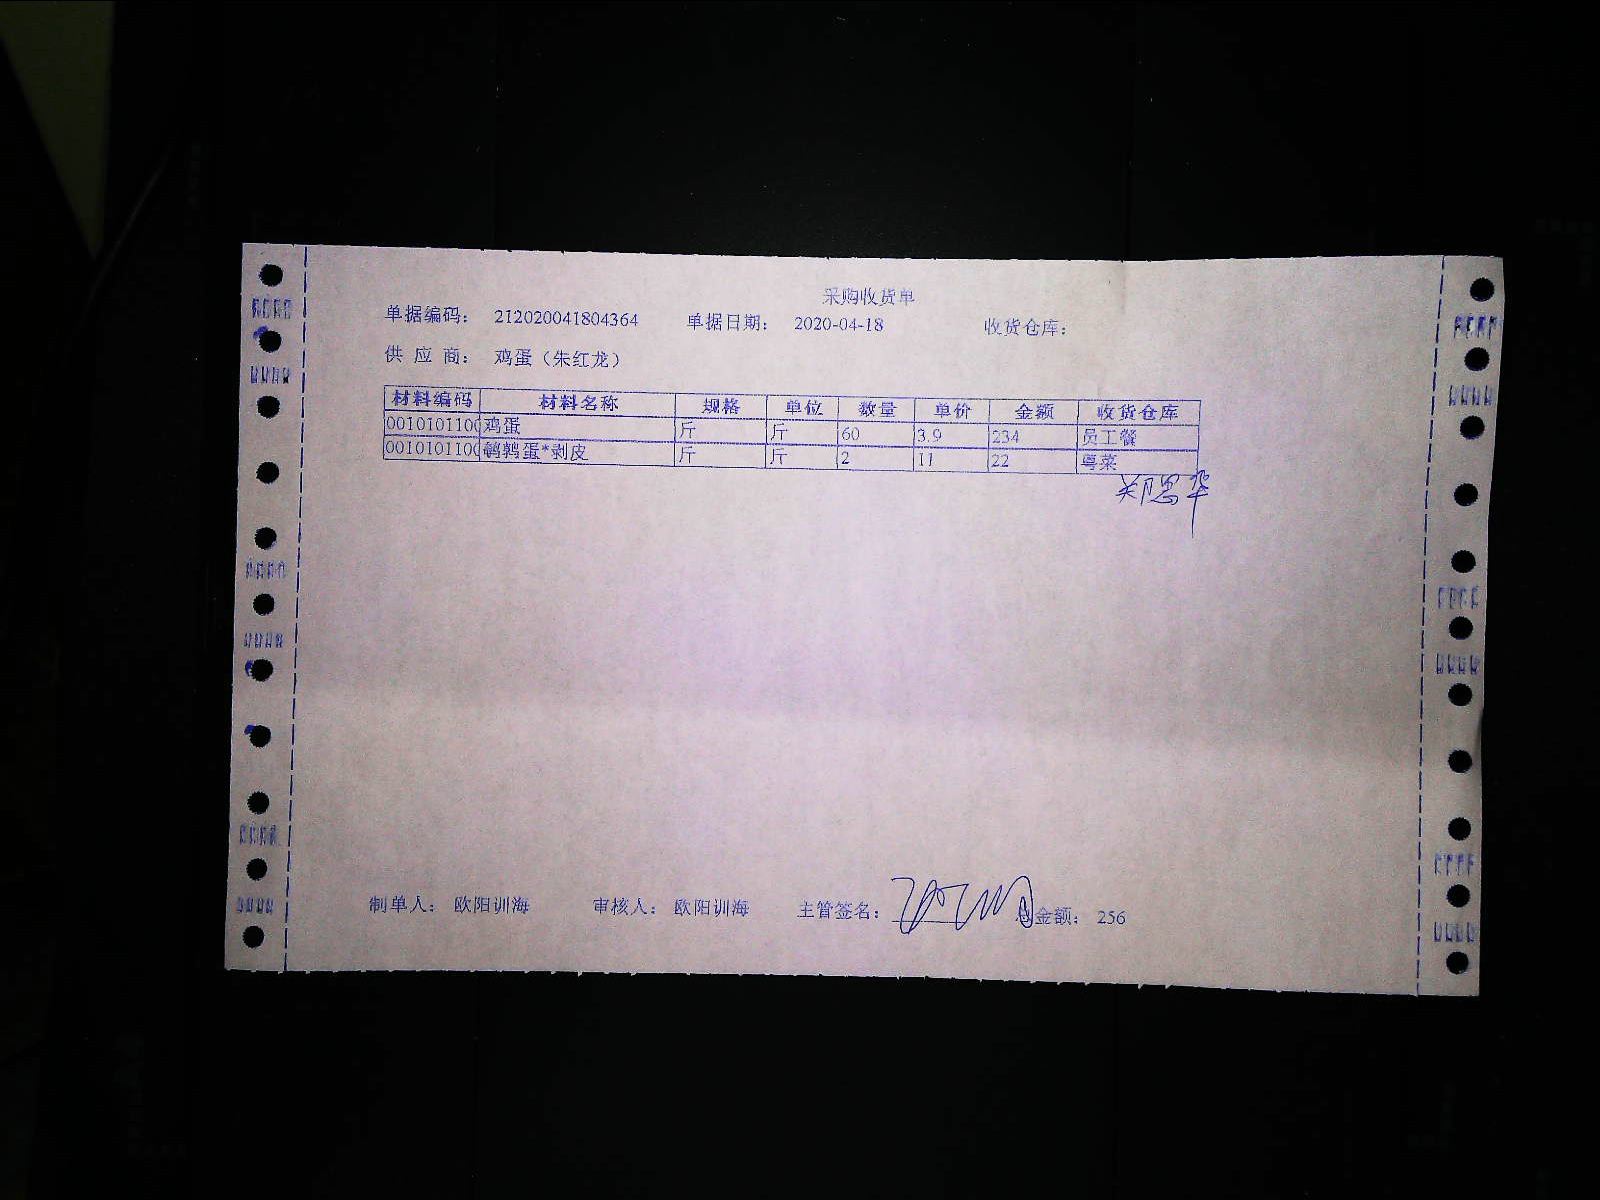 采购收货单
单据编码： 212020041804364 单据日期： 2020-04-18 收货仓库：
供 应 商： 鸡蛋（朱红龙）
材料编码 材料名称 规格 单位 数量 单价 金额 收货仓库
0010101100 鸡蛋 斤 斤 60 3.9 234 员工餐
0010101100 鹌鹑蛋*剥皮 斤 斤 2 11 22 粤菜
制单人： 欧阳训海 审核人： 欧阳训海 主管签名： 总金额： 256